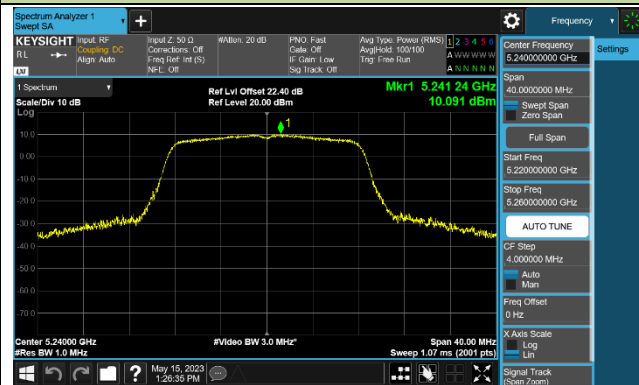 Spectrum Analyzer 1
Swept SA
Frequency
KEYSIGHT Input: RF
RL Coupling: DC
Align: Auto
LXI
Input Z: 50 Ω
Corrections: Off
Freq Ref: Int (S)
NFE: Off
#Atten: 20 dB
PNO: Fast
Gate: Off
IF Gain: Low
Sig Track: Off
Avg Type: Power (RMS)
Avg|Hold: 100/100
Trig: Free Run
1 2 3 4 5 6
A W W W W W
A N N N N N
1 Spectrum
Scale/Div 10 dB
Log
Ref Lvl Offset 22.40 dB
Ref Level 20.00 dBm
Mkr1 5.241 24 GHz
10.091 dBm
1
10.0
0.00
-10.0
-20.0
-30.0
-40.0
-50.0
-60.0
-70.0
Center 5.24000 GHz
#Res BW 1.0 MHz
#Video BW 3.0 MHz*
Span 40.00 MHz
Sweep 1.07 ms (2001 pts)
May 15, 2023
1:26:35 PM
Center Frequency
5.240000000 GHz
Settings
Span
40.0000000 MHz
Swept Span
Zero Span
Full Span
Start Freq
5.220000000 GHz
Stop Freq
5.260000000 GHz
AUTO TUNE
CF Step
4.000000 MHz
Auto
Man
Freq Offset
0 Hz
X Axis Scale
Log
Lin
Signal Track
(Span Zoom)